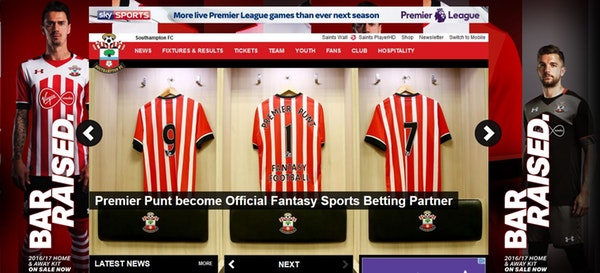 sky SPORTS
More live Premier League games than ever next season
Premier League
Southampton FC
Saints Wall
Saints PlayerHD
Shop
Newsletter
Switch to Mobile
NEWS
FIXTURES & RESULTS
TICKETS
TEAM
YOUTH
FANS
CLUB
HOSPITALITY
Virgin
media
9
PREMIER PUNT
1
FANTASY
FOOTBALL
7
Premier Punt become Official Fantasy Sports Betting Partner
BAR
RAISED.
2016/17 HOME
& AWAY KIT
ON SALE NOW
BAR
RAISED.
2016/17 HOME
& AWAY KIT
ON SALE NOW
LATEST NEWS
MORE
NEXT